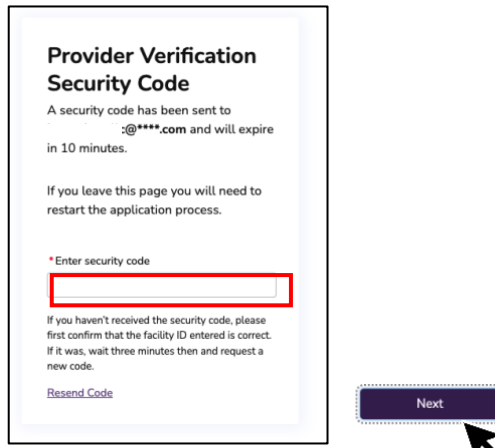 Provider Verification
Security Code
A security code has been sent to
:@****.com and will expire
in 10 minutes.
If you leave this page you will need to
restart the application process.
*Enter security code
If you haven't received the security code, please
first confirm that the facility ID entered is correct.
If it was, wait three minutes then and request a
new code.
Resend Code
Next